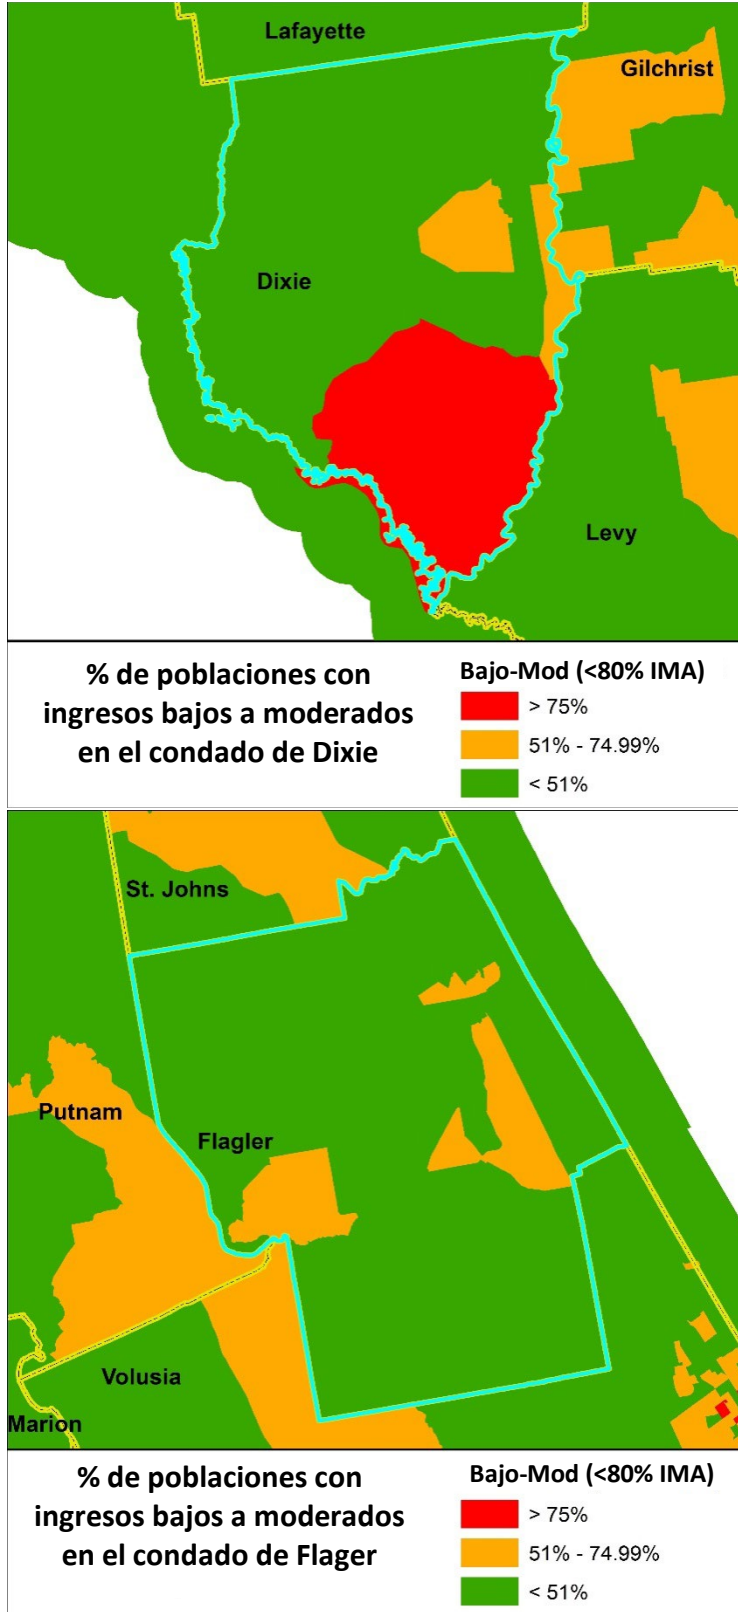 Lafayette
Gilchrist
Dixie
Levy
% de poblaciones con
ingresos bajos a moderados
en el condado de Dixie
Bajo-Mod (<80% IMA)
> 75%
51% - 74.99%
< 51%
St. Johns
Putnam
Flagler
Volusia
Marion
% de poblaciones con
ingresos bajos a moderados
en el condado de Flager
Bajo-Mod (<80% IMA)
> 75%
51% - 74.99%
< 51%